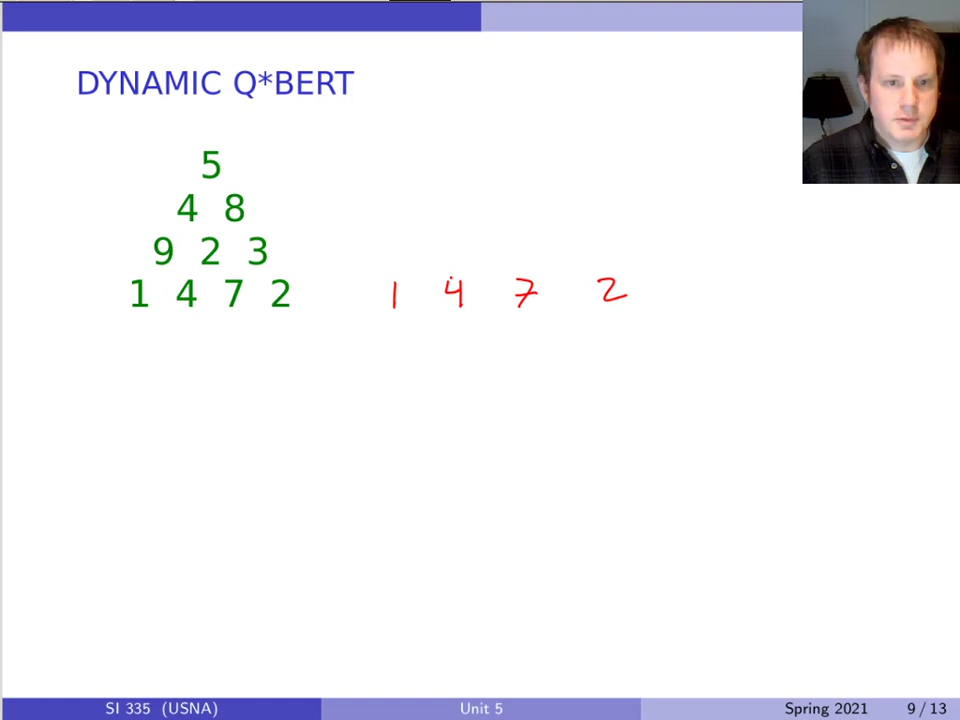 DYNAMIC Q*BERT
5
4 8
9 2 3
1 4 7 2
1 4 7 2
SI 335 (USNA) Unit 5 Spring 2021 9 / 13